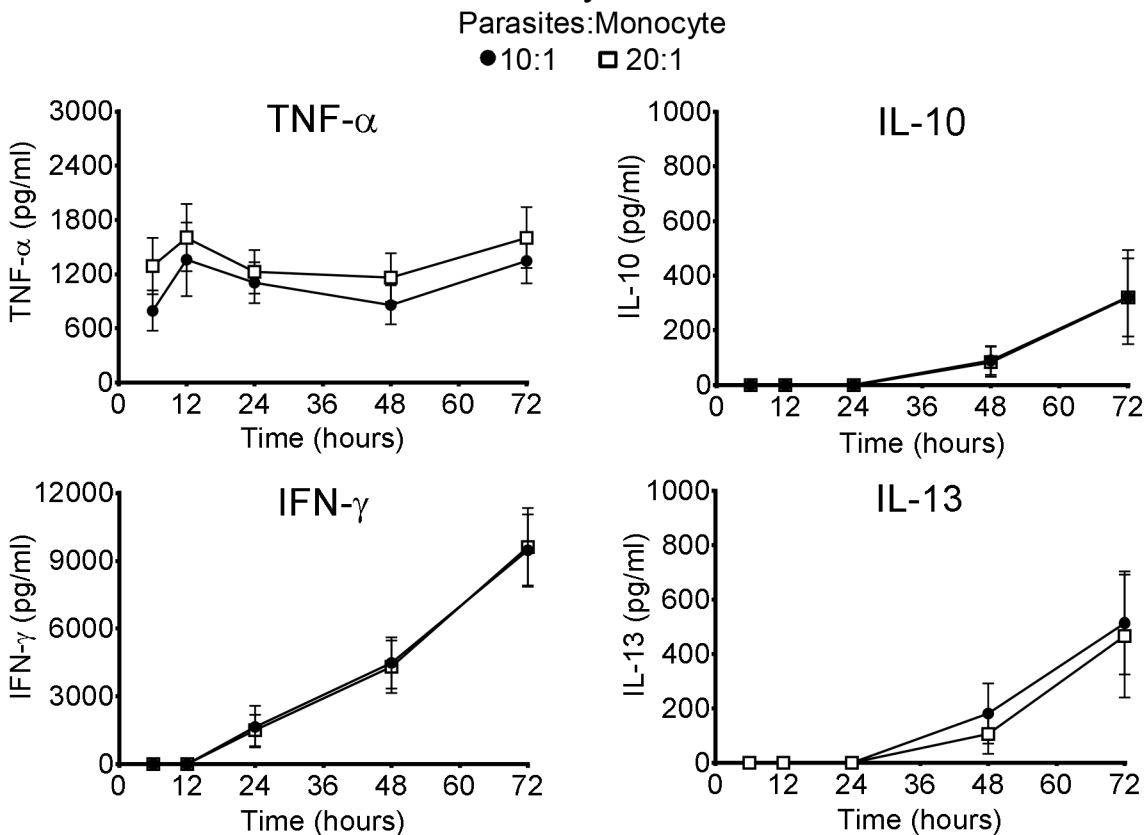 Parasites:Monocyte
10:1 20:1
TNF-α
TNF-α (pg/ml)
3000
2400
1800
1200
600
0
0 12 24 36 48 60 72
Time (hours)
IL-10
IL-10 (pg/ml)
1000
800
600
400
200
0
0 12 24 36 48 60 72
Time (hours)
IFN-γ
IFN-γ (pg/ml)
12000
9000
6000
3000
0
0 12 24 36 48 60 72
Time (hours)
IL-13
IL-13 (pg/ml)
1000
800
600
400
200
0
0 12 24 36 48 60 72
Time (hours)